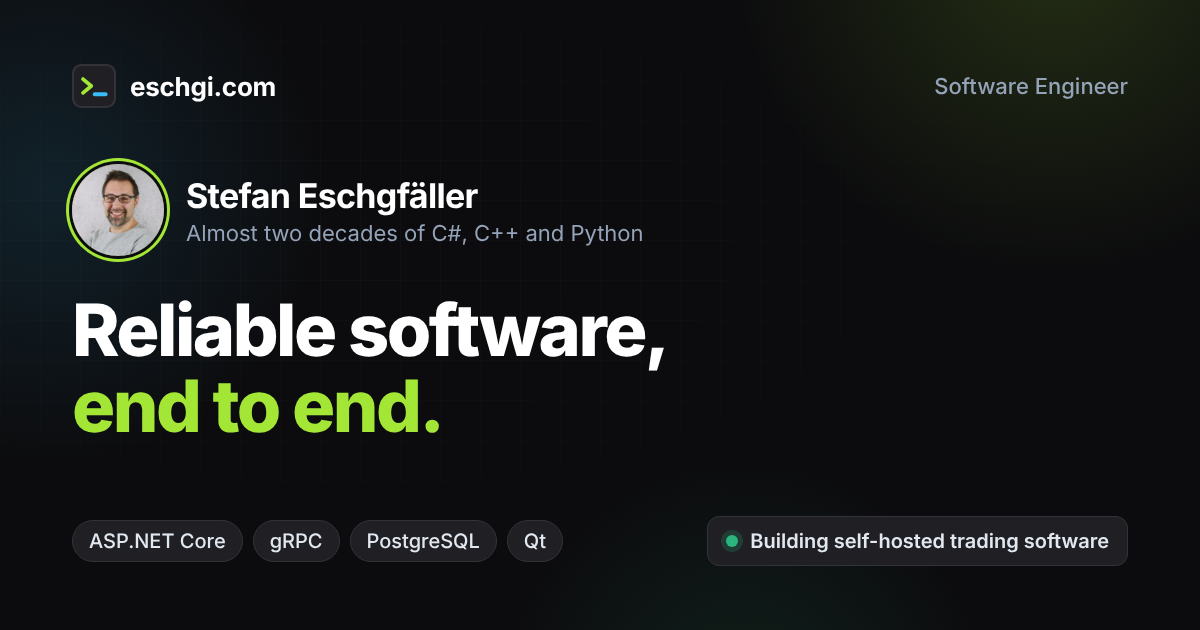 eschgi.com
Software Engineer
Stefan Eschgfäller
Almost two decades of C#, C++ and Python
Reliable software,
end to end.
ASP.NET Core
gRPC
PostgreSQL
Qt
Building self-hosted trading software